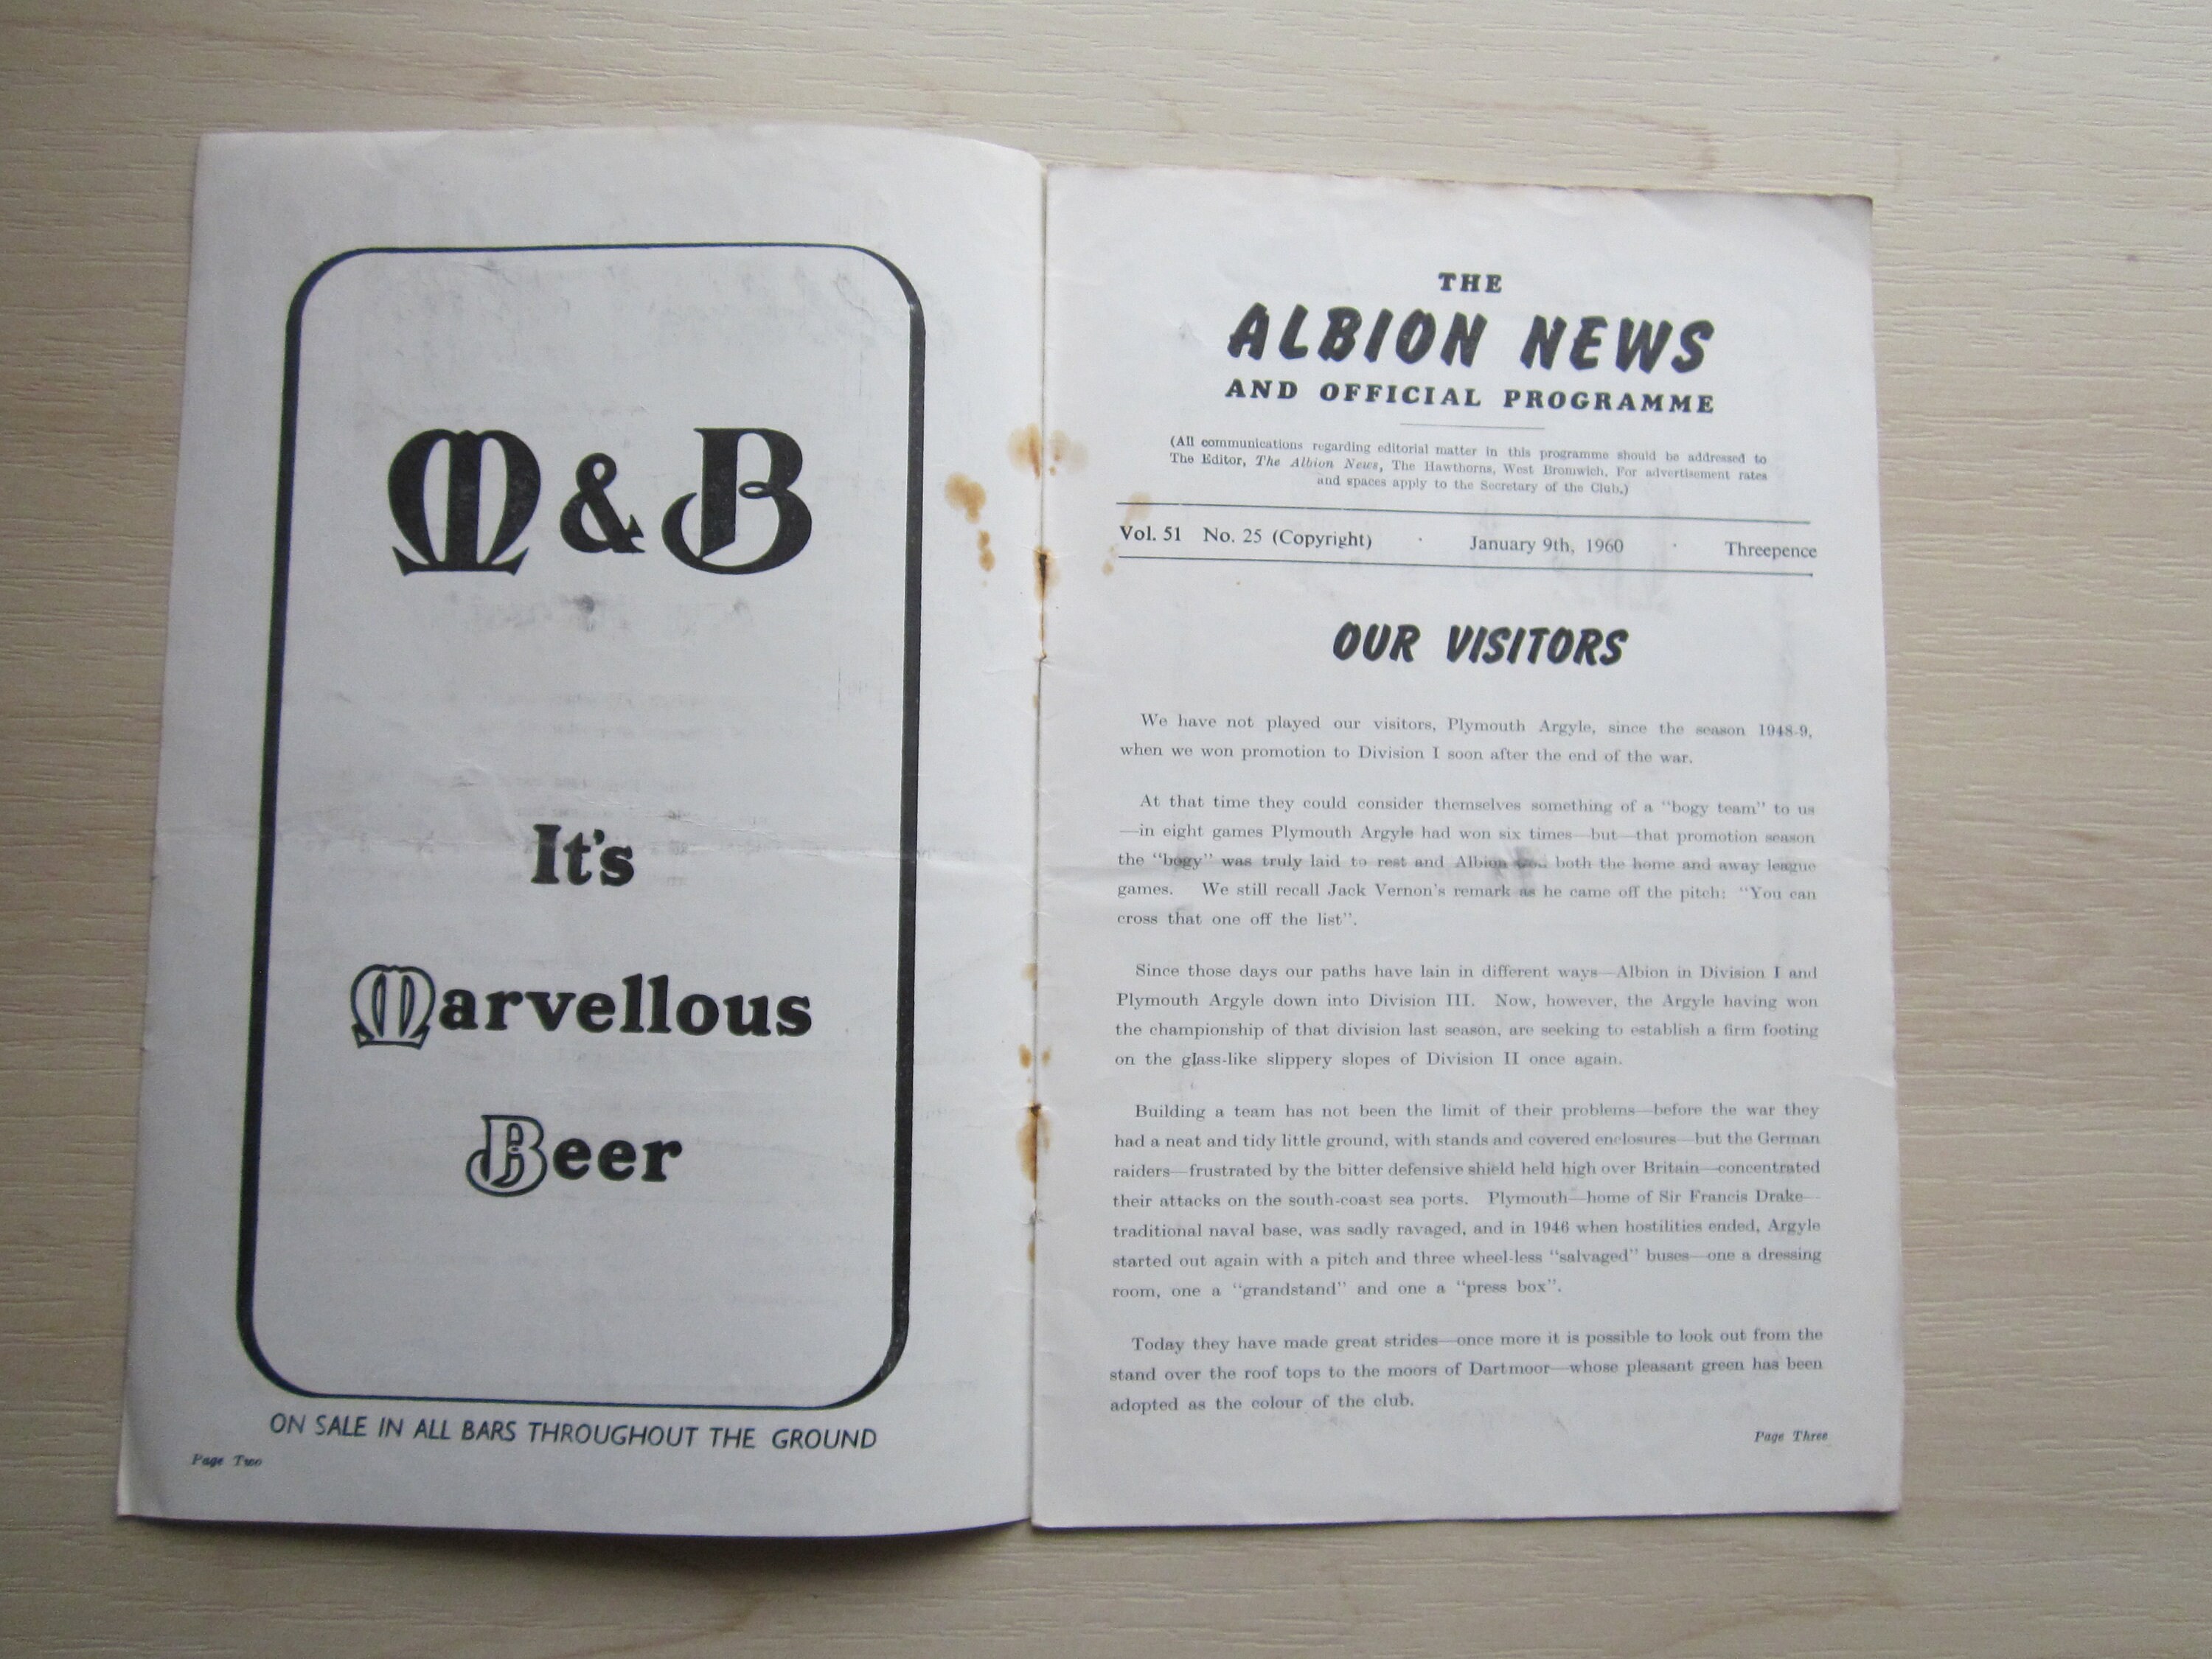 M & B
It's
Marvellous
Beer
ON SALE IN ALL BARS THROUGHOUT THE GROUND
Page Two
THE
ALBION NEWS
AND OFFICIAL PROGRAMME
(All communications regarding editorial matter in this programme should be addressed to
The Editor, The Albion News, The Hawthorns, West Bromwich. For advertisement rates
and spaces apply to the Secretary of the Club.)
Vol. 51 No. 25 (Copyright) · January 9th, 1960 · Threepence
OUR VISITORS
We have not played our visitors, Plymouth Argyle, since the season 1948-9,
when we won promotion to Division I soon after the end of the war.
At that time they could consider themselves something of a "bogy team" to us
—in eight games Plymouth Argyle had won six times—but—that promotion season
the "bogy" was truly laid to rest and Albion both the home and away league
games. We still recall Jack Vernon's remark as he came off the pitch: "You can
cross that one off the list".
Since those days our paths have lain in different ways—Albion in Division I and
Plymouth Argyle down into Division III. Now, however, the Argyle having won
the championship of that division last season, are seeking to establish a firm footing
on the glass-like slippery slopes of Division II once again.
Building a team has not been the limit of their problems—before the war they
had a neat and tidy little ground, with stands and covered enclosures—but the German
raiders—frustrated by the bitter defensive shield held high over Britain—concentrated
their attacks on the south-coast sea ports. Plymouth—home of Sir Francis Drake—
traditional naval base, was sadly ravaged, and in 1946 when hostilities ended, Argyle
started out again with a pitch and three wheel-less "salvaged" buses—one a dressing
room, one a "grandstand" and one a "press box".
Today they have made great strides—once more it is possible to look out from the
stand over the roof tops to the moors of Dartmoor—whose pleasant green has been
adopted as the colour of the club.
Page Three